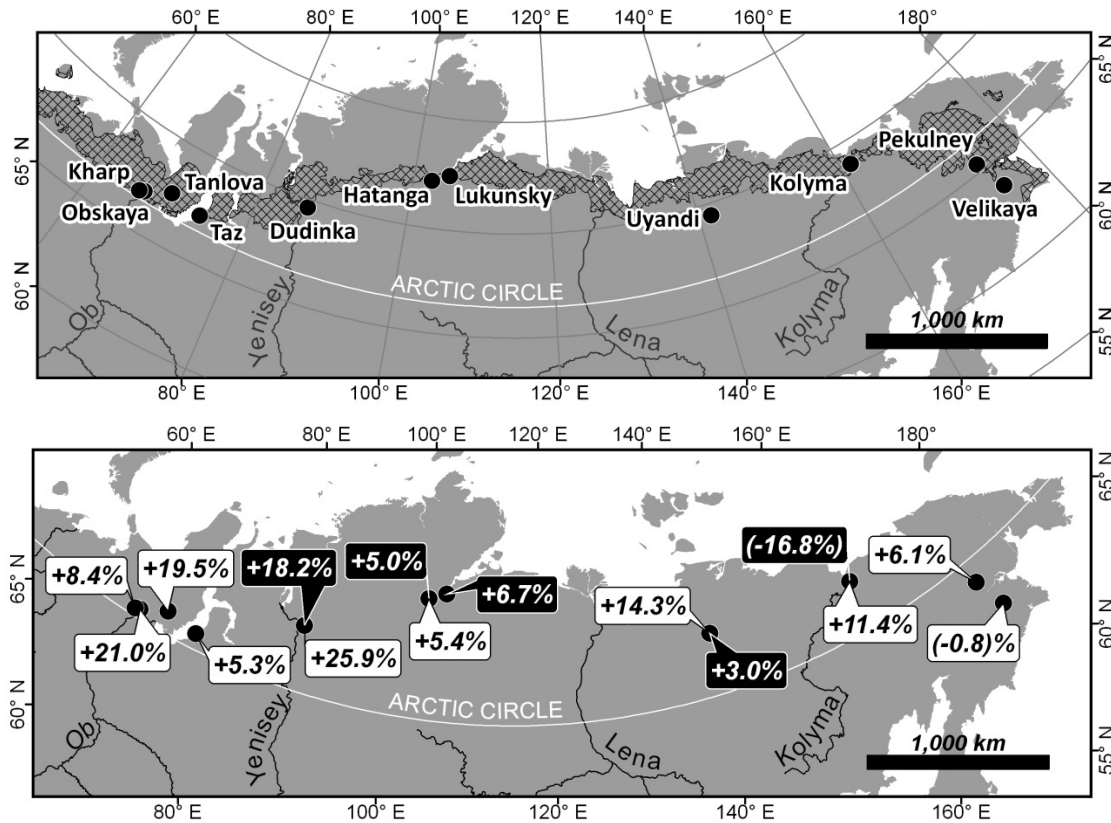 60° E 80° E 100° E 120° E 140° E 160° E 180°
65° N
Pekulney
65° N
Kharp
Tanlova
Hatanga
Lukunsky
Kolyma
Obskaya
Taz
Dudinka
Uyandi
Velikaya
60° N
60° N
ARCTIC CIRCLE
Ob
Yenisey
Lena
Kolyma
1,000 km
55° N
80° E 100° E 120° E 140° E 160° E
60° E 80° E 100° E 120° E 140° E 160° E 180°
65° N
(-16.8%)
+5.0%
+6.1%
+18.2%
+19.5%
+8.4%
65° N
+6.7%
+14.3%
60° N
+11.4%
(-0.8)%
+21.0%
+5.3%
+25.9%
+5.4%
+3.0%
60° N
ARCTIC CIRCLE
Ob
Yenisey
Lena
Kolyma
1,000 km
55° N
80° E 100° E 120° E 140° E 160° E